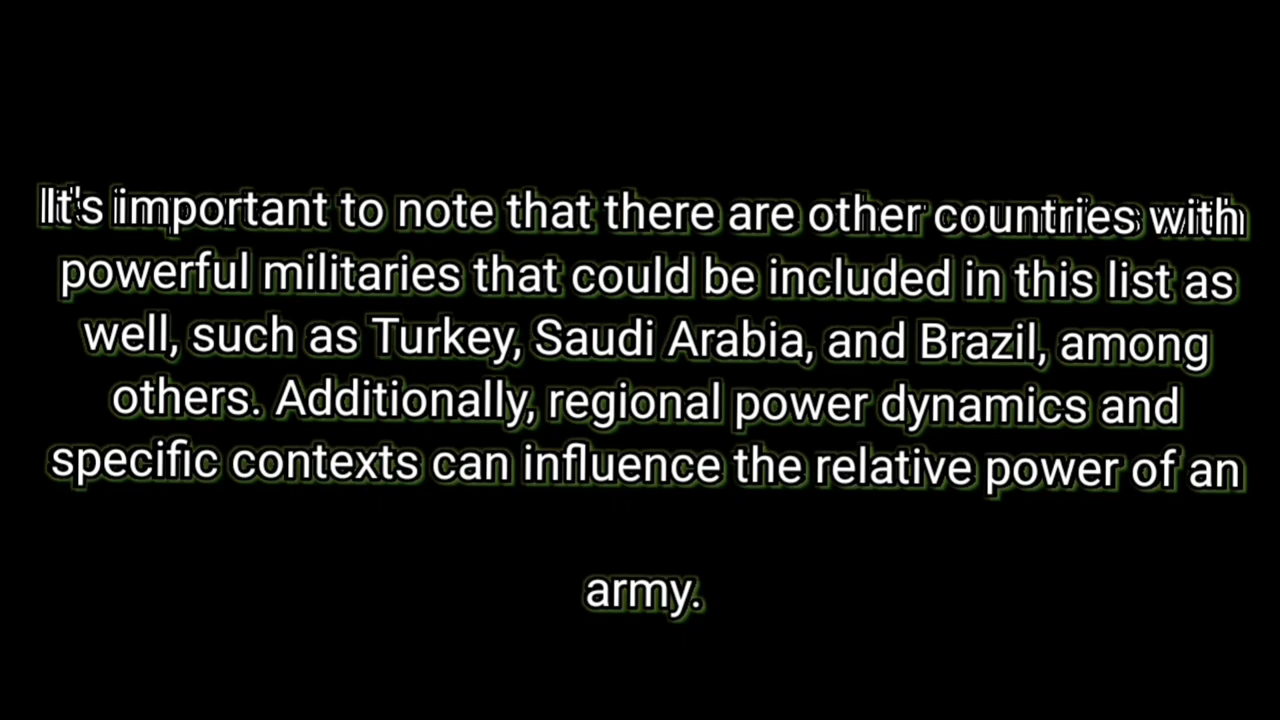 It's important to note that there are other countries with
powerful militaries that could be included in this list as
well, such as Turkey, Saudi Arabia, and Brazil, among
others. Additionally, regional power dynamics and
specific contexts can influence the relative power of an
army.